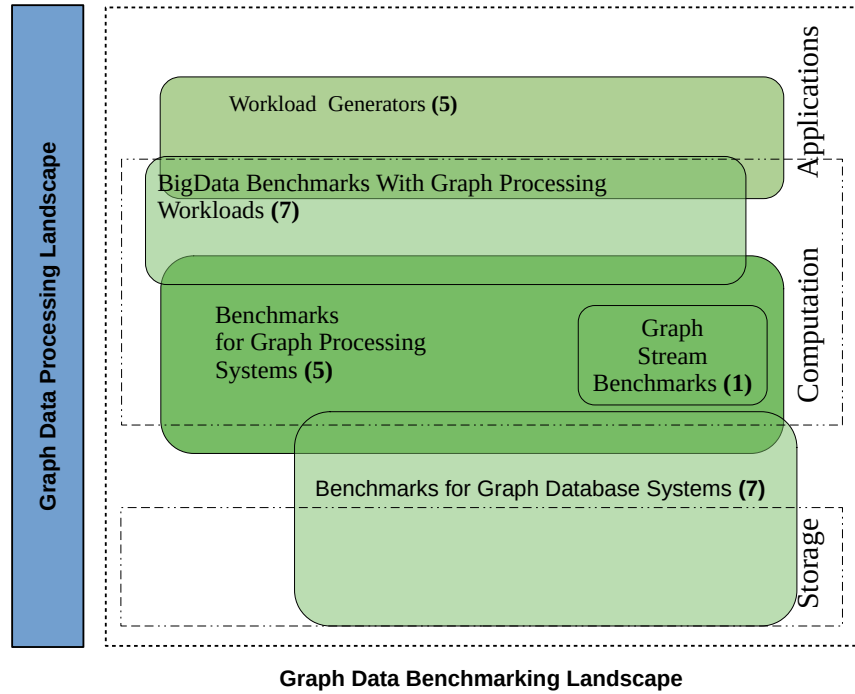 Graph Data Processing Landscape
Applications
Workload  Generators (5)
BigData Benchmarks With Graph Processing
Workloads (7)
Computation
Benchmarks
for Graph Processing
Systems (5)
Graph
Stream
Benchmarks (1)
Benchmarks for Graph Database Systems (7)
Storage
Graph Data Benchmarking Landscape